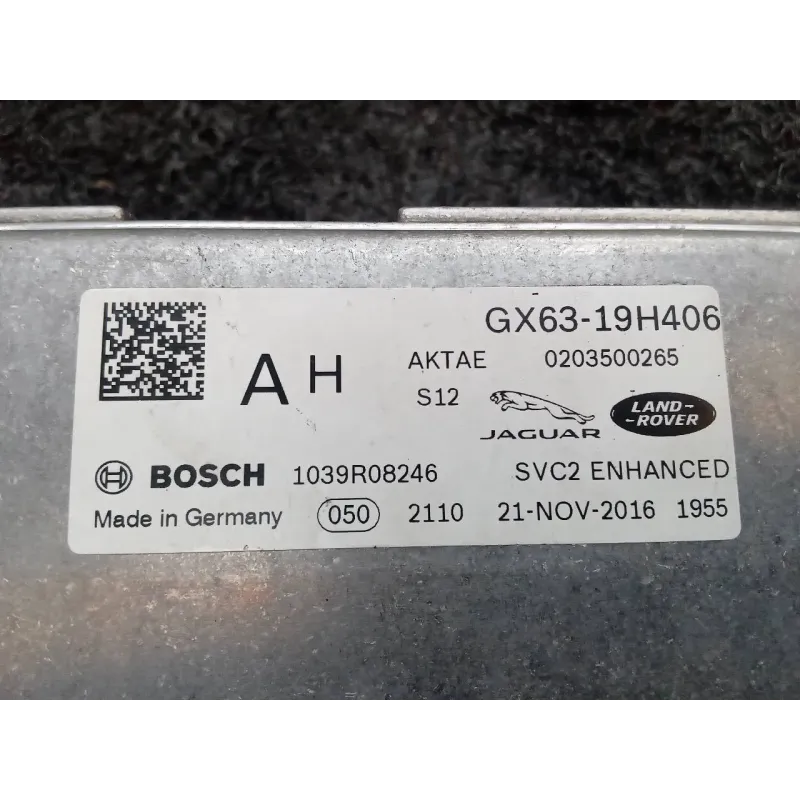 GX63-19H406
A H AKTAE 0203500265
S12 JAGUAR LAND-ROVER
BOSCH 1039R08246 SVC2 ENHANCED
Made in Germany 050 2110 21-NOV-2016 1955